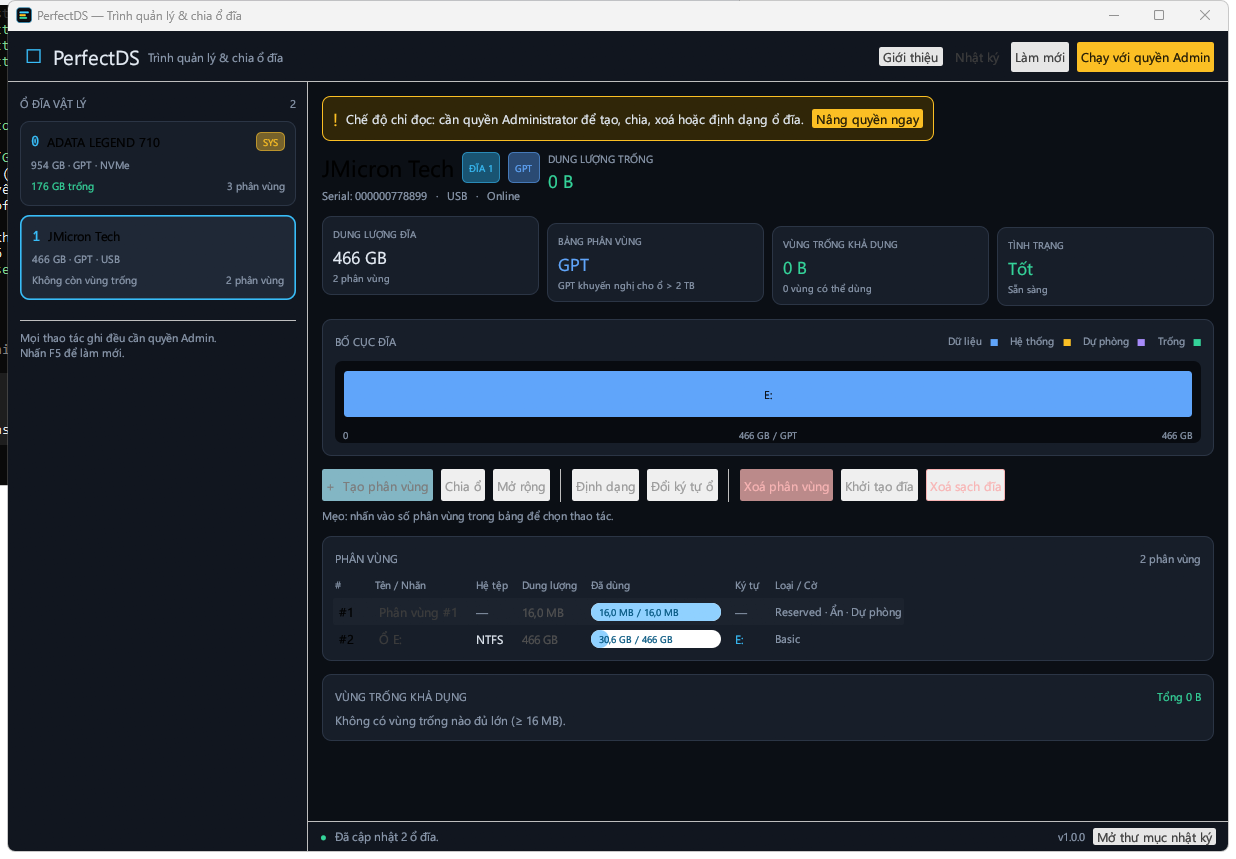 PerfectDS — Trình quản lý & chia ổ đĩa
PerfectDS Trình quản lý & chia ổ đĩa
Giới thiệu Nhật ký Làm mới Chạy với quyền Admin
Ổ ĐĨA VẬT LÝ 2
0 ADATA LEGEND 710 SYS
954 GB · GPT · NVMe
176 GB trống 3 phân vùng
1 JMicron Tech
466 GB · GPT · USB
Không còn vùng trống 2 phân vùng
Mọi thao tác ghi đều cần quyền Admin.
Nhấn F5 để làm mới.
! Chế độ chỉ đọc: cần quyền Administrator để tạo, chia, xoá hoặc định dạng ổ đĩa. Nâng quyền ngay
JMicron Tech ĐĨA 1 GPT
DUNG LƯỢNG TRỐNG
0 B
Serial: 000000778899 · USB · Online
DUNG LƯỢNG ĐĨA
466 GB
2 phân vùng
BẢNG PHÂN VÙNG
GPT
GPT khuyến nghị cho ổ > 2 TB
VÙNG TRỐNG KHẢ DỤNG
0 B
0 vùng có thể dùng
TÌNH TRẠNG
Tốt
Sẵn sàng
BỐ CỤC ĐĨA Dữ liệu Hệ thống Dự phòng Trống
E:
0 466 GB / GPT 466 GB
+ Tạo phân vùng Chia ổ Mở rộng Định dạng Đổi ký tự ổ Xoá phân vùng Khởi tạo đĩa Xoá sạch đĩa
Mẹo: nhấn vào số phân vùng trong bảng để chọn thao tác.
PHÂN VÙNG 2 phân vùng
# Tên / Nhãn Hệ tệp Dung lượng Đã dùng Ký tự Loại / Cờ
#1 Phân vùng #1 — 16,0 MB 16,0 MB / 16,0 MB — Reserved · Ẩn · Dự phòng
#2 Ổ E: NTFS 466 GB 30,6 GB / 466 GB E: Basic
VÙNG TRỐNG KHẢ DỤNG Tổng 0 B
Không có vùng trống nào đủ lớn (≥ 16 MB).
Đã cập nhật 2 ổ đĩa. v1.0.0 Mở thư mục nhật ký